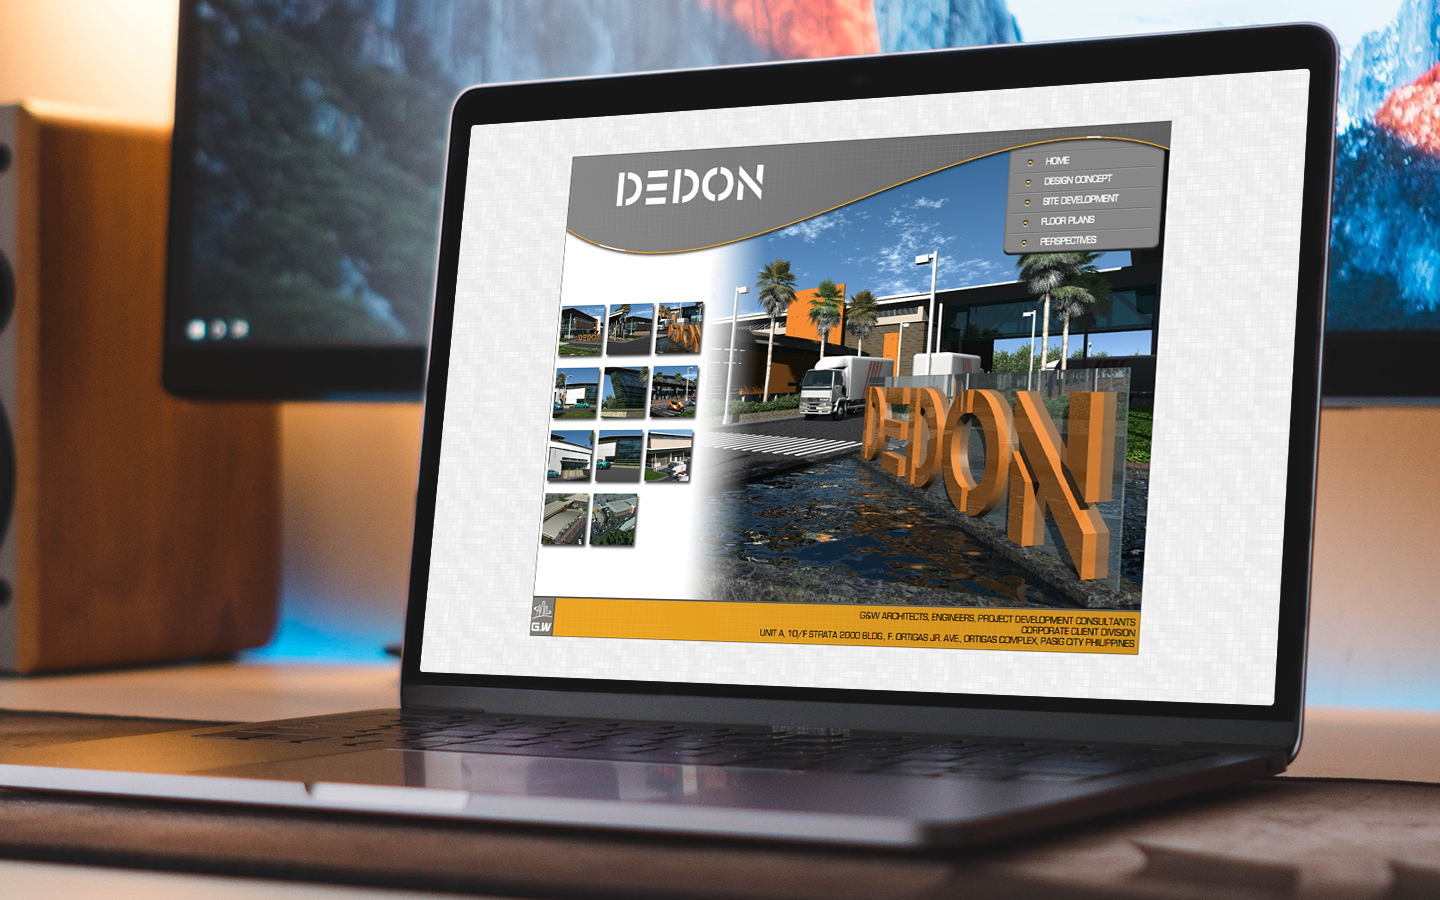 DEDON
HOME
DESIGN CONCEPT
SITE DEVELOPMENT
FLOOR PLANS
PERSPECTIVES
DEDON
DEDON
G.W
G&W ARCHITECTS, ENGINEERS, PROJECT DEVELOPMENT CONSULTANTS
CORPORATE CLIENT DIVISION
UNIT A, 10/F STRATA 2000 BLDG., F. ORTIGAS JR. AVE., ORTIGAS COMPLEX, PASIG CITY PHILIPPINES